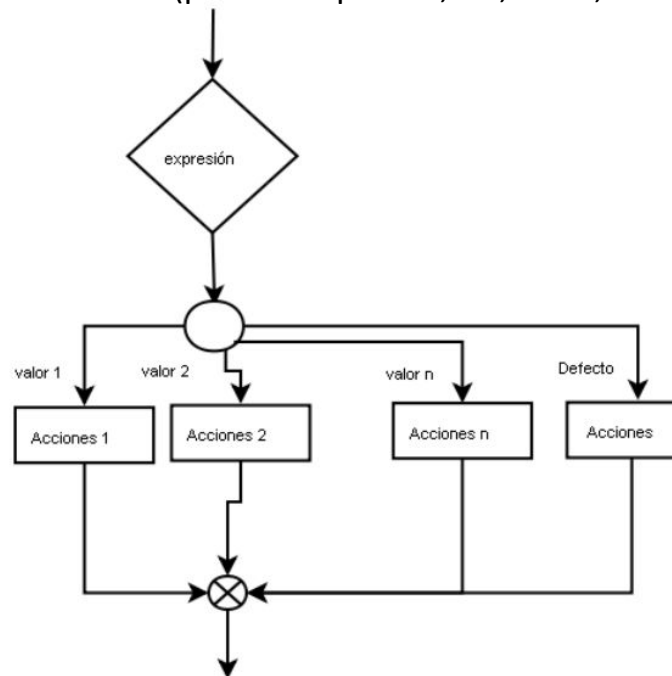 expresión
valor 1
valor 2
valor n
Defecto
Acciones 1
Acciones 2
Acciones n
Acciones